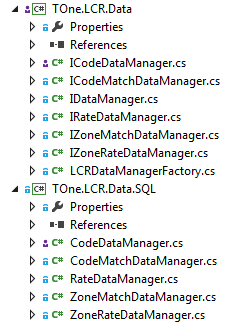 TOne.LCR.Data
Properties
References
ICodeDataManager.cs
ICodeMatchDataManager.cs
IDataManager.cs
IRateDataManager.cs
IZoneMatchDataManager.cs
IZoneRateDataManager.cs
LCRDataManagerFactory.cs
TOne.LCR.Data.SQL
Properties
References
CodeDataManager.cs
CodeMatchDataManager.cs
RateDataManager.cs
ZoneMatchDataManager.cs
ZoneRateDataManager.cs